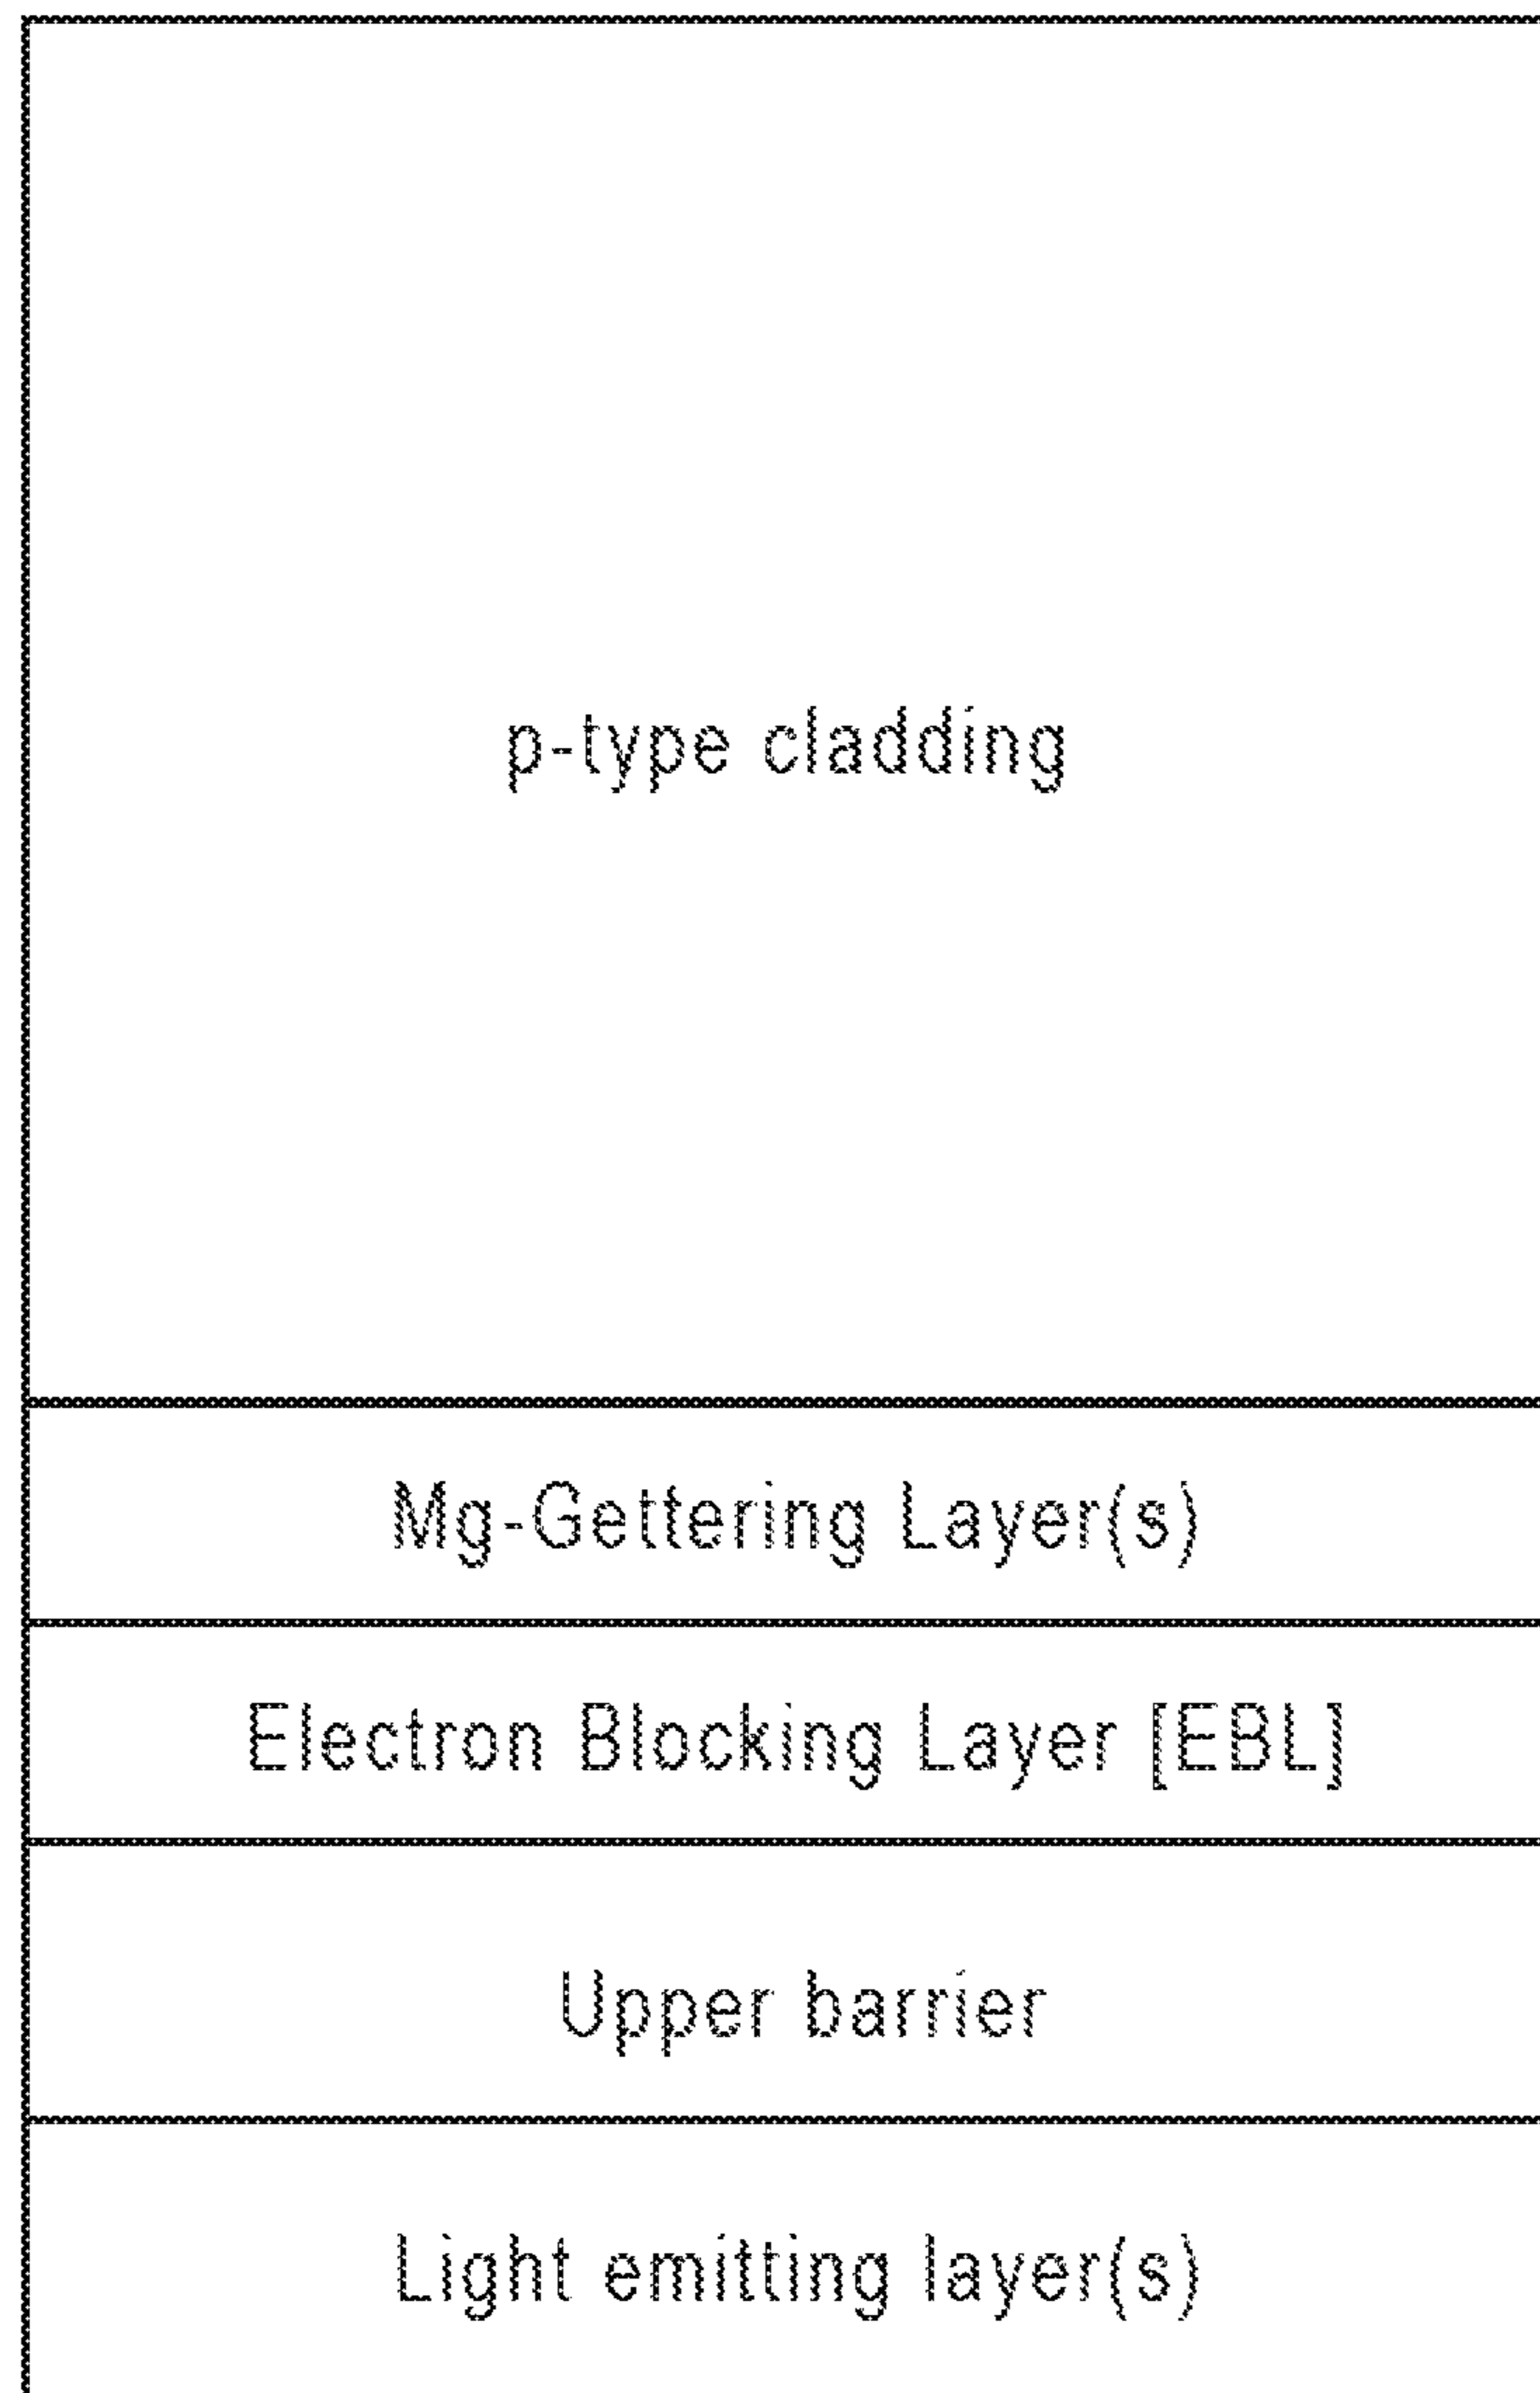 p-type cladding
Mg-Gettering Layer(s)
Electron Blocking Layer [EBL]
Upper barrier
Light emitting layer(s)